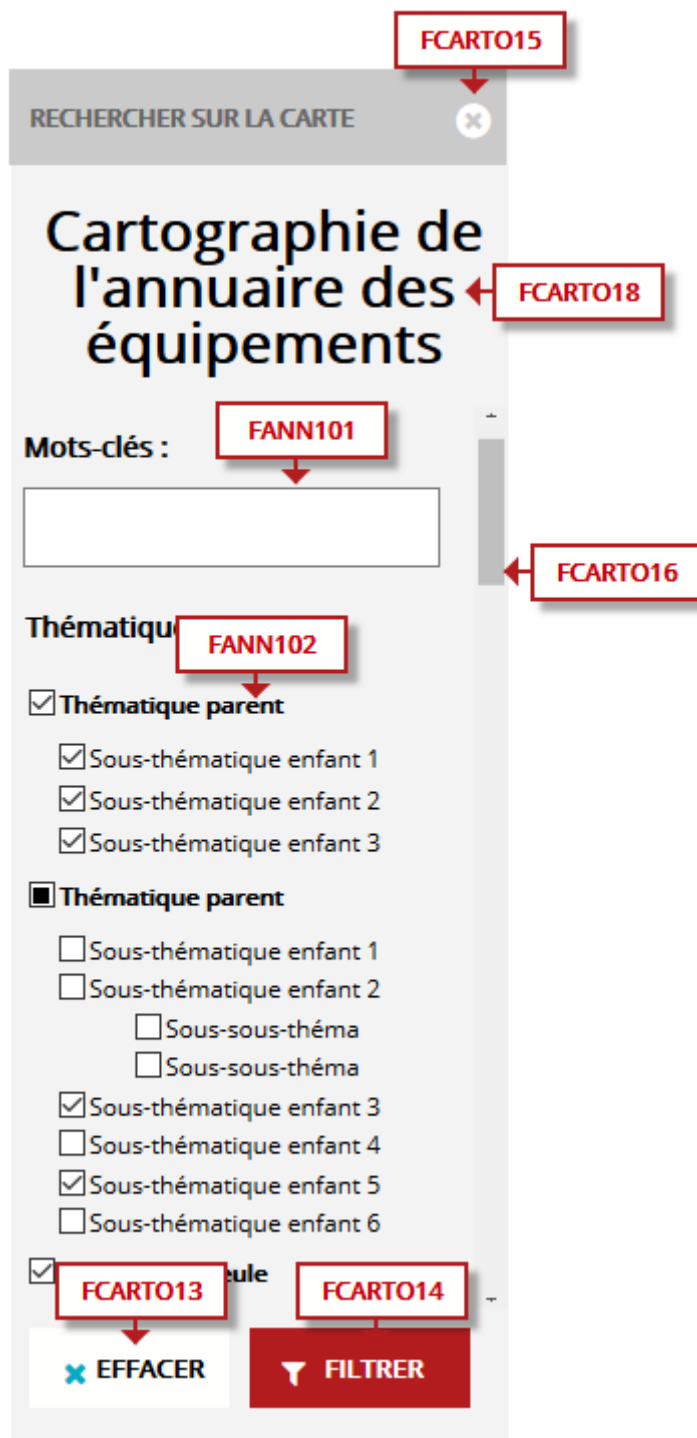 FCARTO15
RECHERCHER SUR LA CARTE
Cartographie de
l'annuaire des
équipements
FCARTO18
FANN101
Mots-clés :
FCARTO16
Thématiqu
FANN102
Thématique parent
Sous-thématique enfant 1
Sous-thématique enfant 2
Sous-thématique enfant 3
Thématique parent
Sous-thématique enfant 1
Sous-thématique enfant 2
Sous-sous-théma
Sous-sous-théma
Sous-thématique enfant 3
Sous-thématique enfant 4
Sous-thématique enfant 5
Sous-thématique enfant 6
eule
FCARTO13
FCARTO14
EFFACER
FILTRER